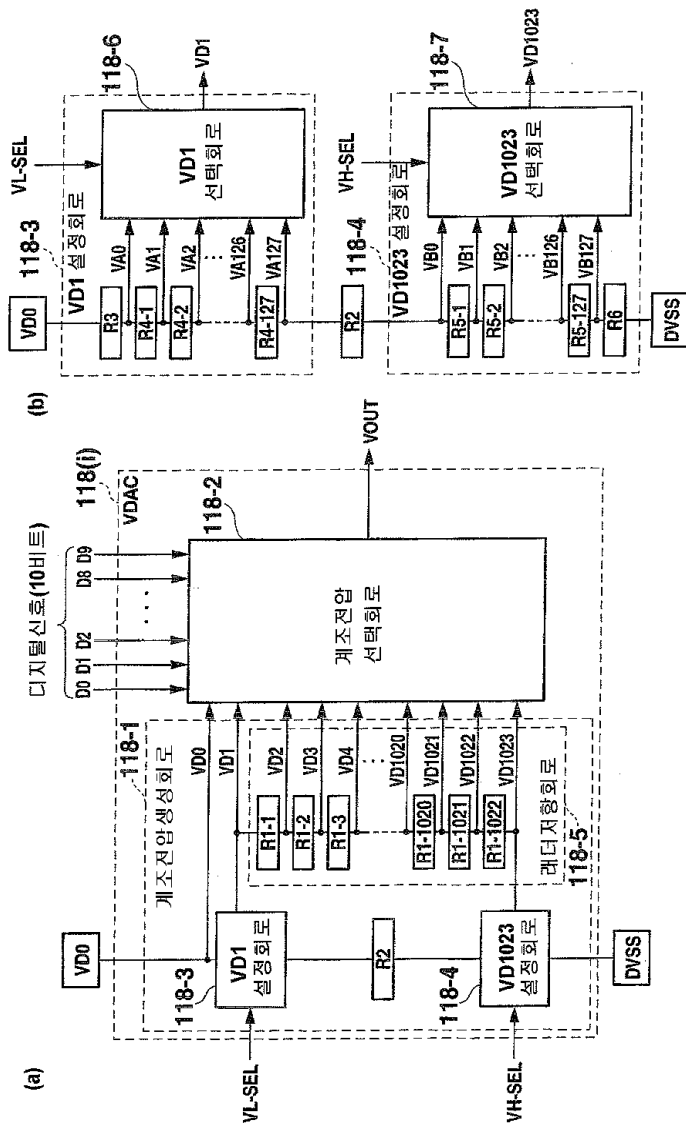 (a)
디지털신호(10비트)
D0 D1 D2 · · · · D8 D9
118(i)
VDAC
118-1
VD0
계조전압생성회로
VD0
VD1
VD2
VD3
VD4
VD1020
VD1021
VD1022
VD1023
118-2
계조전압
선택회로
VOUT
R1-1
R1-2
R1-3
R1-1020
R1-1021
R1-1022
래더저항회로
118-5
118-3
VD1
설정회로
VL-SEL
R2
118-4
VD1023
설정회로
VH-SEL
DVSS
(b)
VD0
118-3
VD1 설정회로
VL-SEL
118-6
R3
R4-1
R4-2
R4-127
VA0
VA1
VA2
VA126
VA127
VD1
선택회로
VD1
R2
118-4
VD1023 설정회로
VH-SEL
118-7
R5-1
R5-2
R5-127
R6
VB0
VB1
VB2
VB126
VB127
VD1023
선택회로
VD1023
DVSS